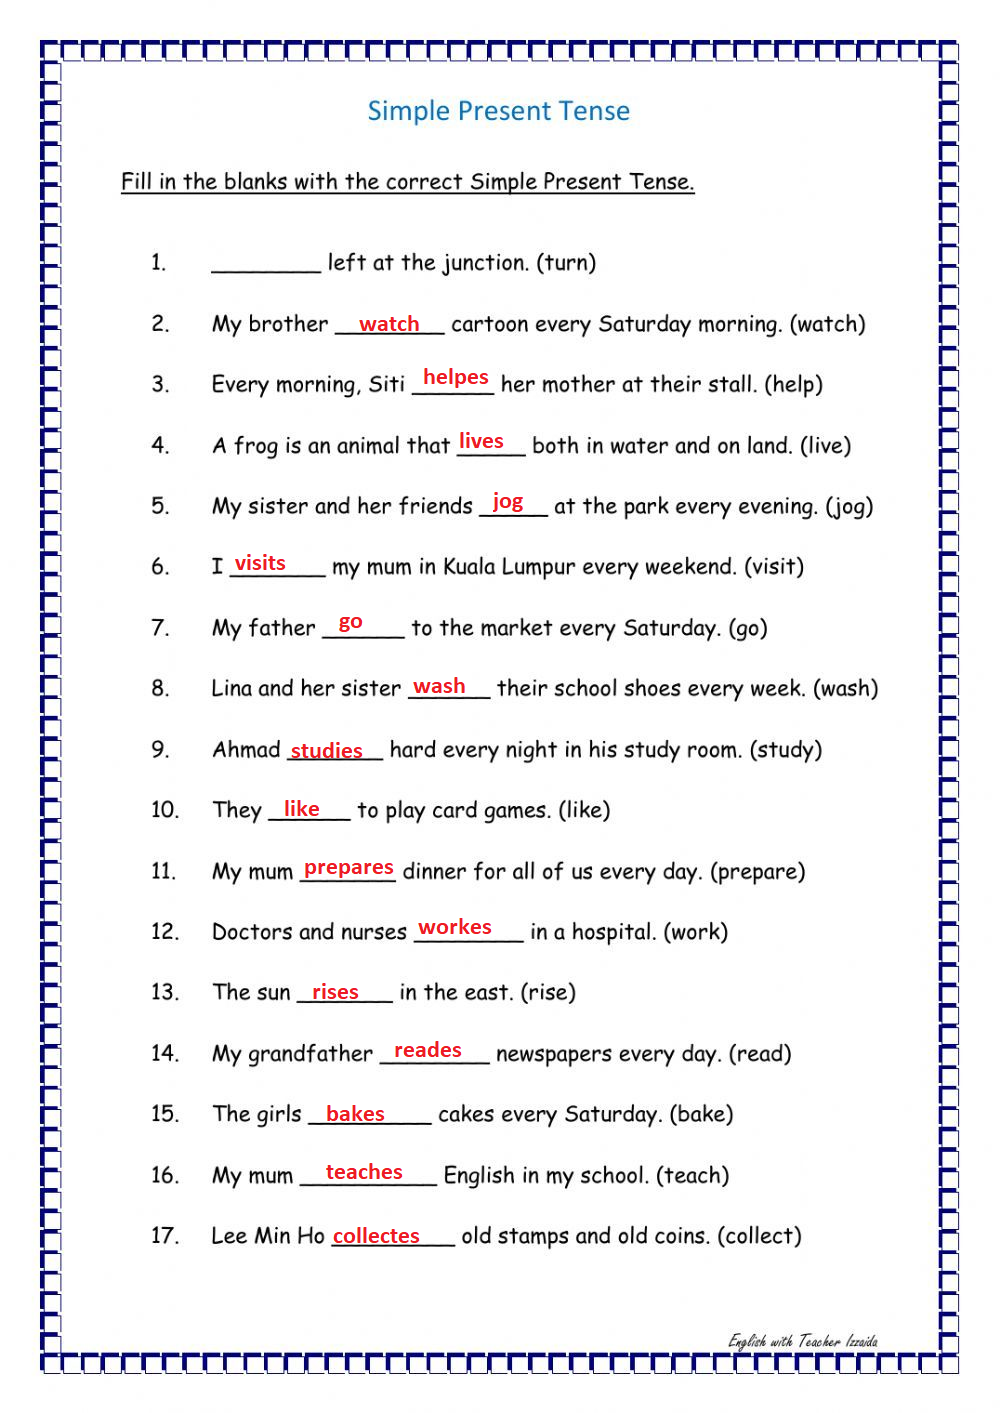 Simple Present Tense
Fill in the blanks with the correct Simple Present Tense.
1. ________ left at the junction. (turn)
2. My brother watch cartoon every Saturday morning. (watch)
3. Every morning, Siti helpes her mother at their stall. (help)
4. A frog is an animal that lives both in water and on land. (live)
5. My sister and her friends jog at the park every evening. (jog)
6. I visits my mum in Kuala Lumpur every weekend. (visit)
7. My father go to the market every Saturday. (go)
8. Lina and her sister wash their school shoes every week. (wash)
9. Ahmad studies hard every night in his study room. (study)
10. They like to play card games. (like)
11. My mum prepares dinner for all of us every day. (prepare)
12. Doctors and nurses workes in a hospital. (work)
13. The sun rises in the east. (rise)
14. My grandfather reades newspapers every day. (read)
15. The girls bakes cakes every Saturday. (bake)
16. My mum teaches English in my school. (teach)
17. Lee Min Ho collectes old stamps and old coins. (collect)
English with Teacher Izzaida